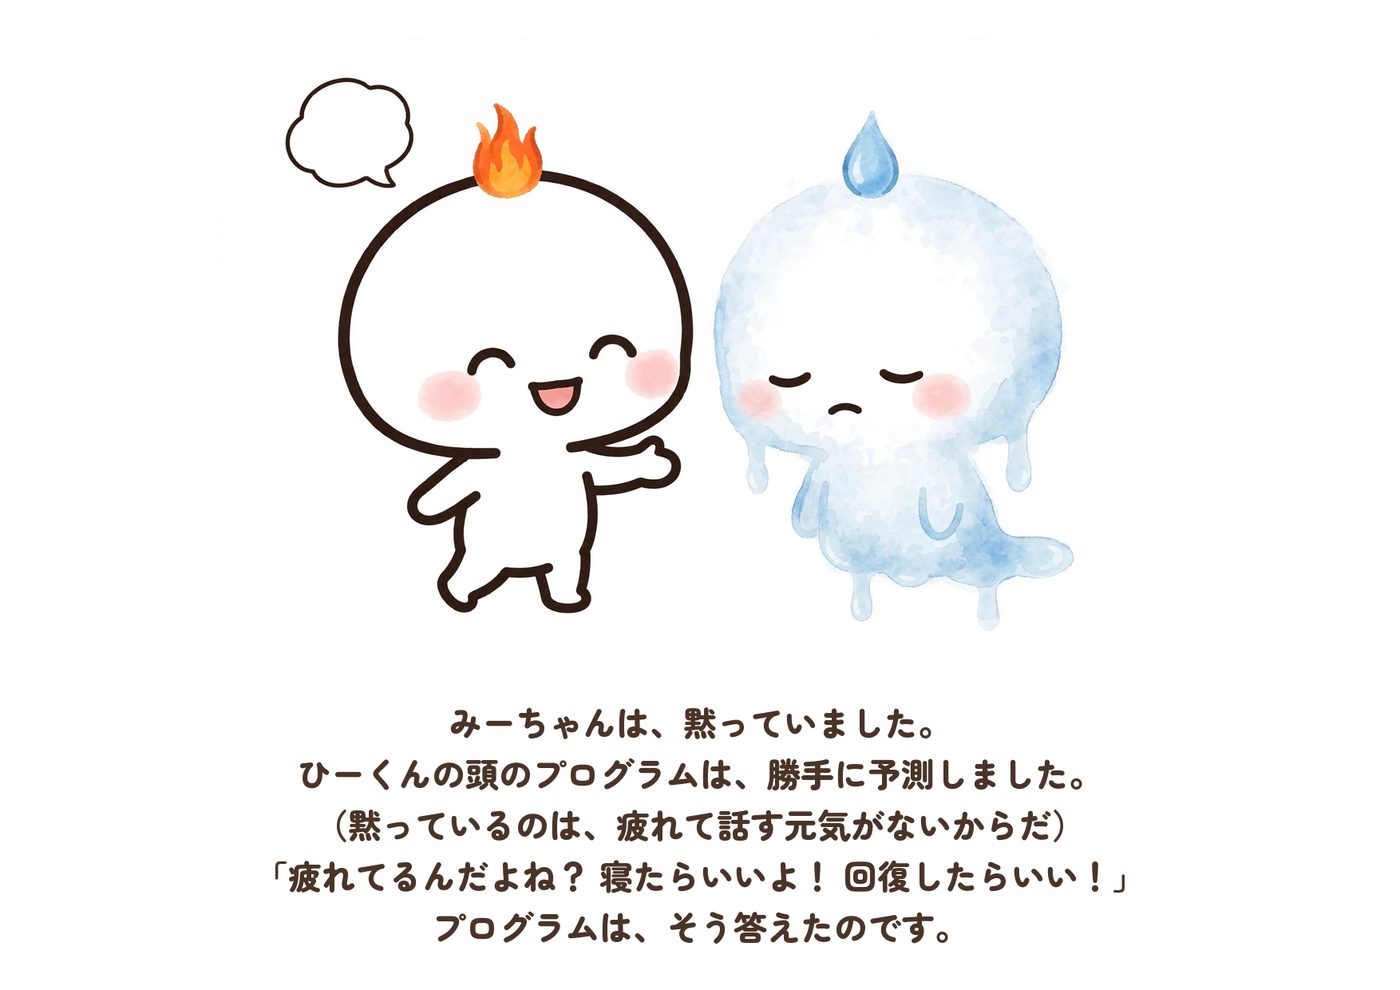 みーちゃんは、黙っていました。
ひーくんの頭のプログラムは、勝手に予測しました。
（黙っているのは、疲れて話す元気がないからだ）
「疲れてるんだよね？ 寝たらいいよ！ 回復したらいい！」
プログラムは、そう答えたのです。